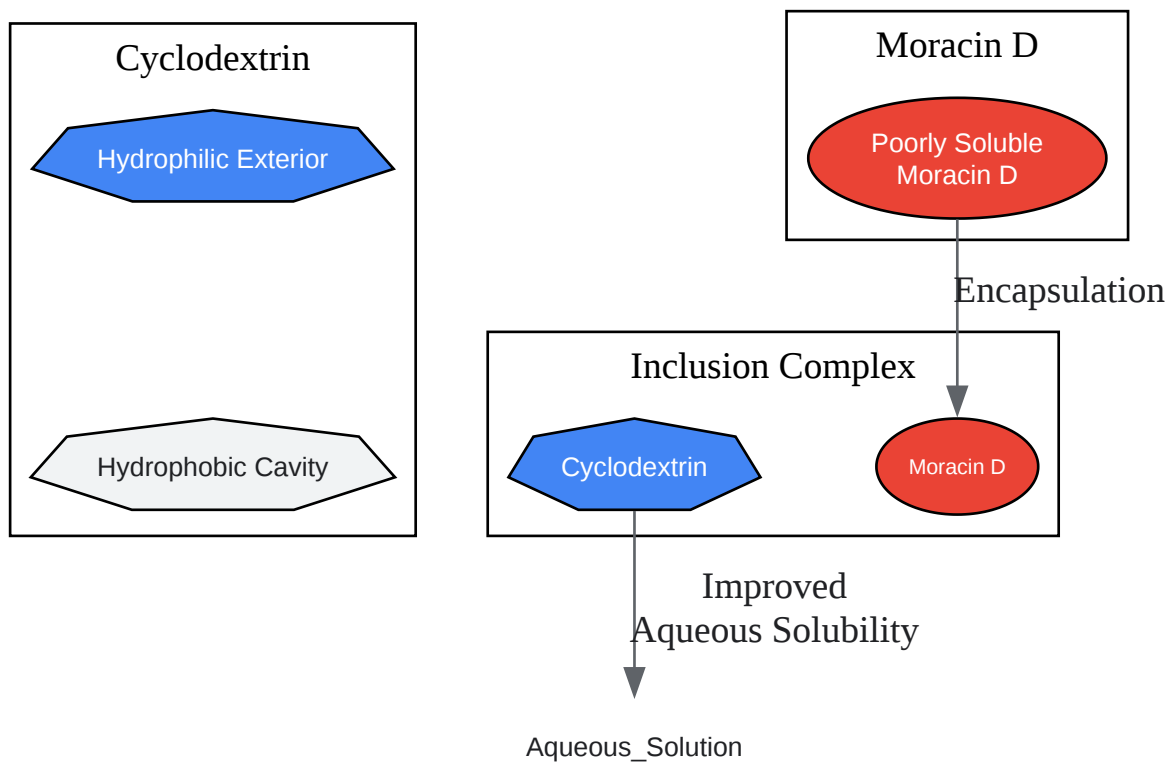 Cyclodextrin
Hydrophilic Exterior
Hydrophobic Cavity
Moracin D
Poorly Soluble
Moracin D
Encapsulation
Inclusion Complex
Cyclodextrin
Moracin D
Improved
Aqueous Solubility
Aqueous_Solution